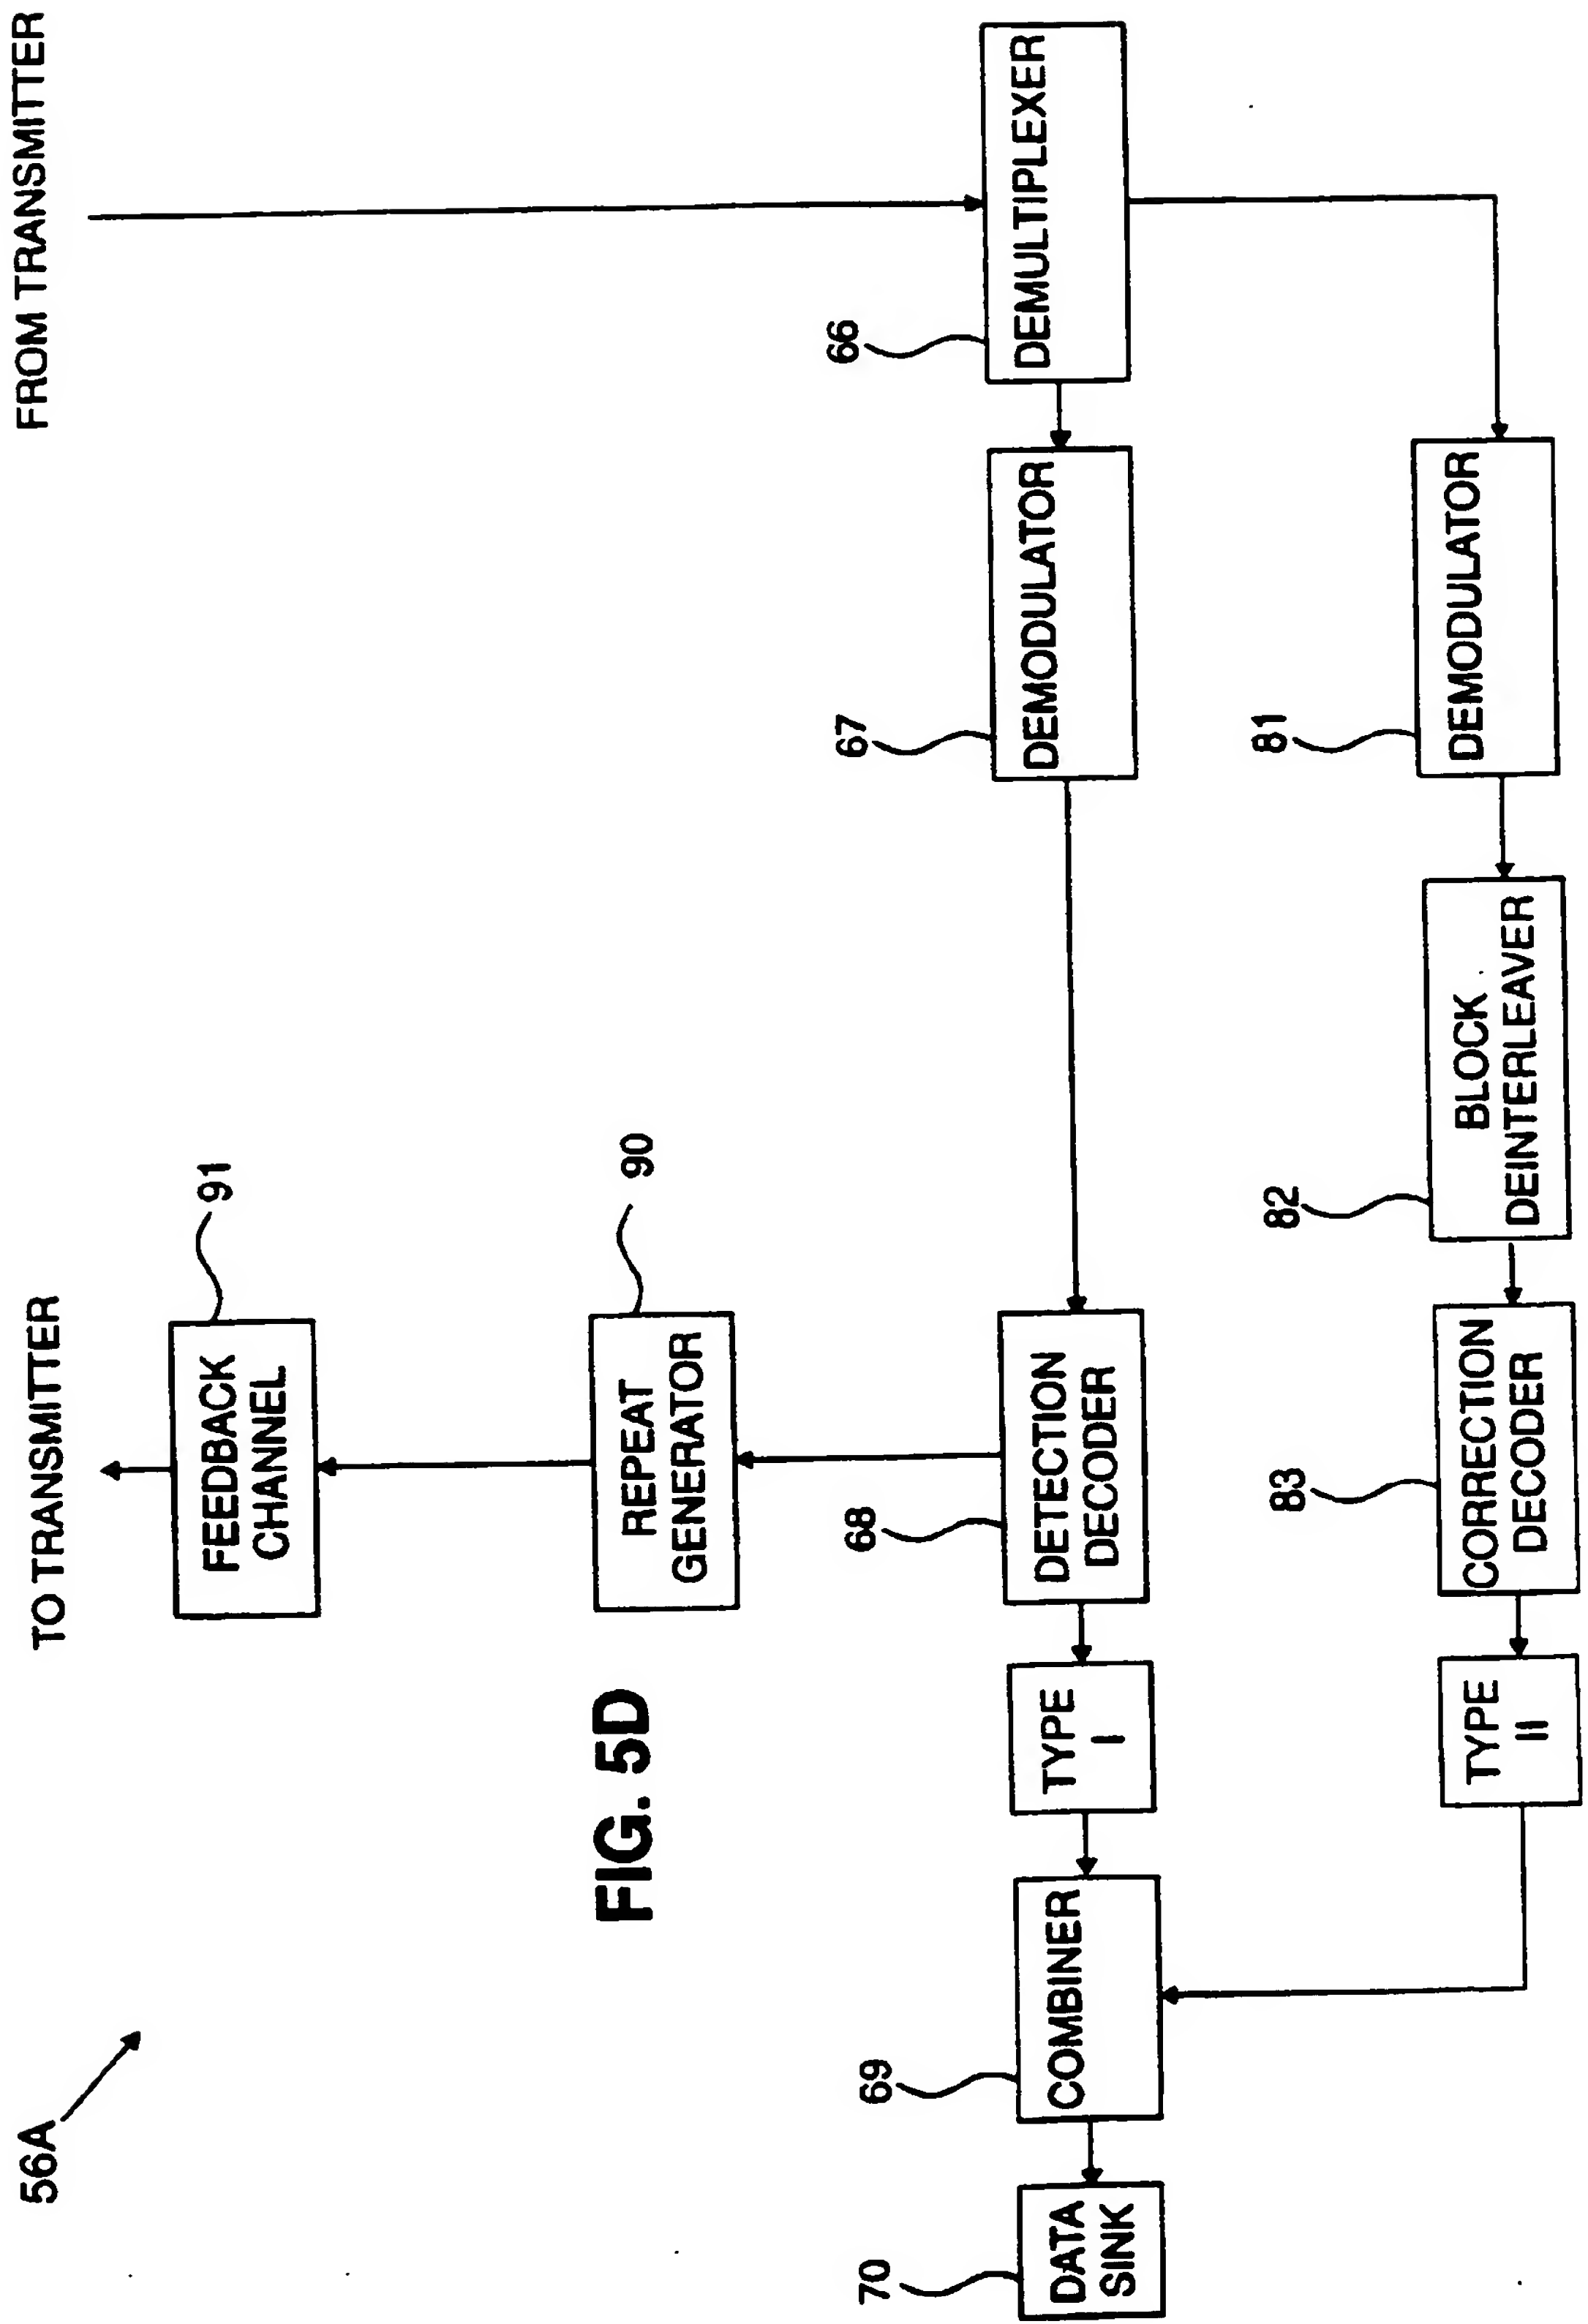 56A
TO TRANSMITTER
FROM TRANSMITTER
FEEDBACK
CHANNEL
91
FIG. 5D
REPEAT
GENERATOR
90
70
DATA
SINK
69
COMBINER
TYPE
I
68
DETECTION
DECODER
67
DEMODULATOR
66
DEMULTIPLEXER
TYPE
II
83
CORRECTION
DECODER
82
BLOCK
DEINTERLEAVER
81
DEMODULATOR